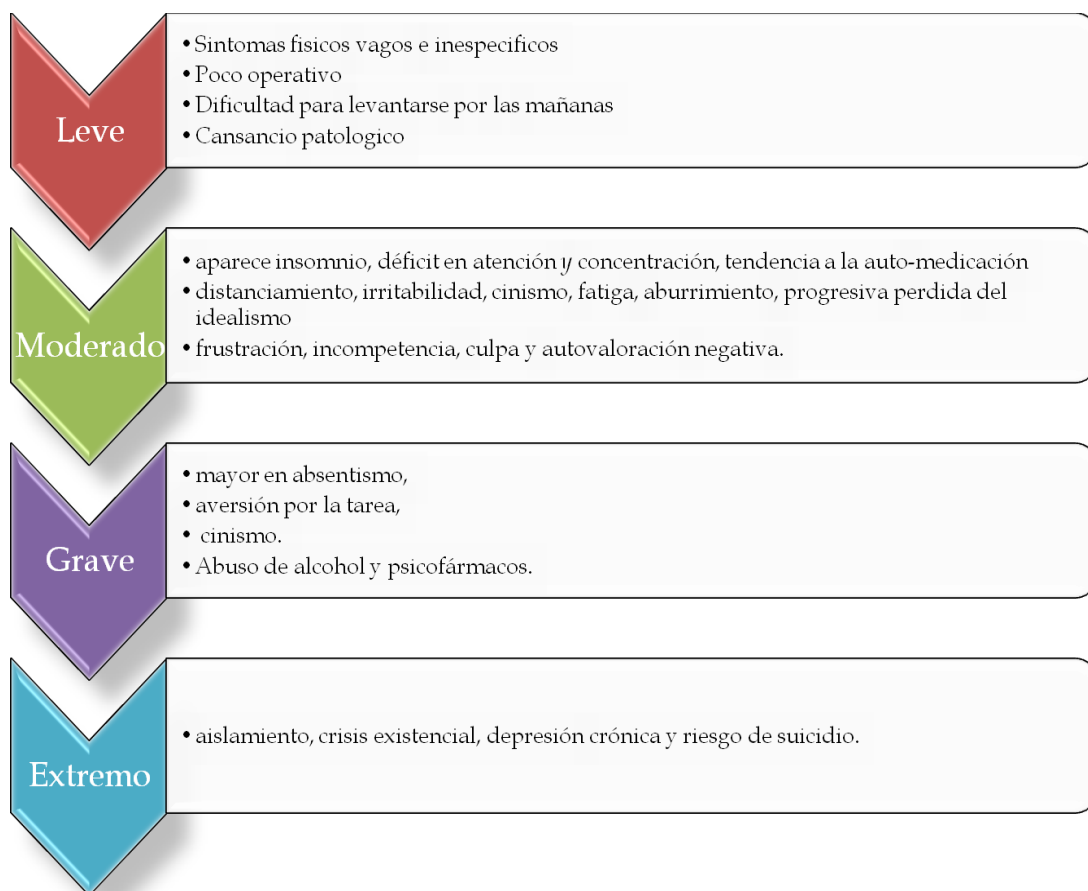 Leve
• Sintomas fisicos vagos e inespecificos
• Poco operativo
• Dificultad para levantarse por las mañanas
• Cansancio patologico
Moderado
• aparece insomnio, déficit en atención y concentración, tendencia a la auto-medicación
• distanciamiento, irritabilidad, cinismo, fatiga, aburrimiento, progresiva perdida del
idealismo
• frustración, incompetencia, culpa y autovaloración negativa.
Grave
• mayor en absentismo,
• aversión por la tarea,
• cinismo.
• Abuso de alcohol y psicofármacos.
Extremo
• aislamiento, crisis existencial, depresión crónica y riesgo de suicidio.